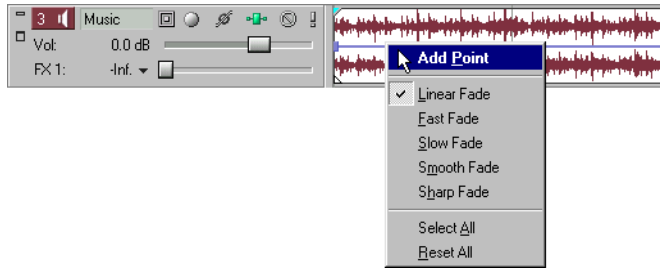 3 Music
Vol: 0.0 dB
FX 1: -Inf.
Add Point
Linear Fade
Fast Fade
Slow Fade
Smooth Fade
Sharp Fade
Select All
Reset All